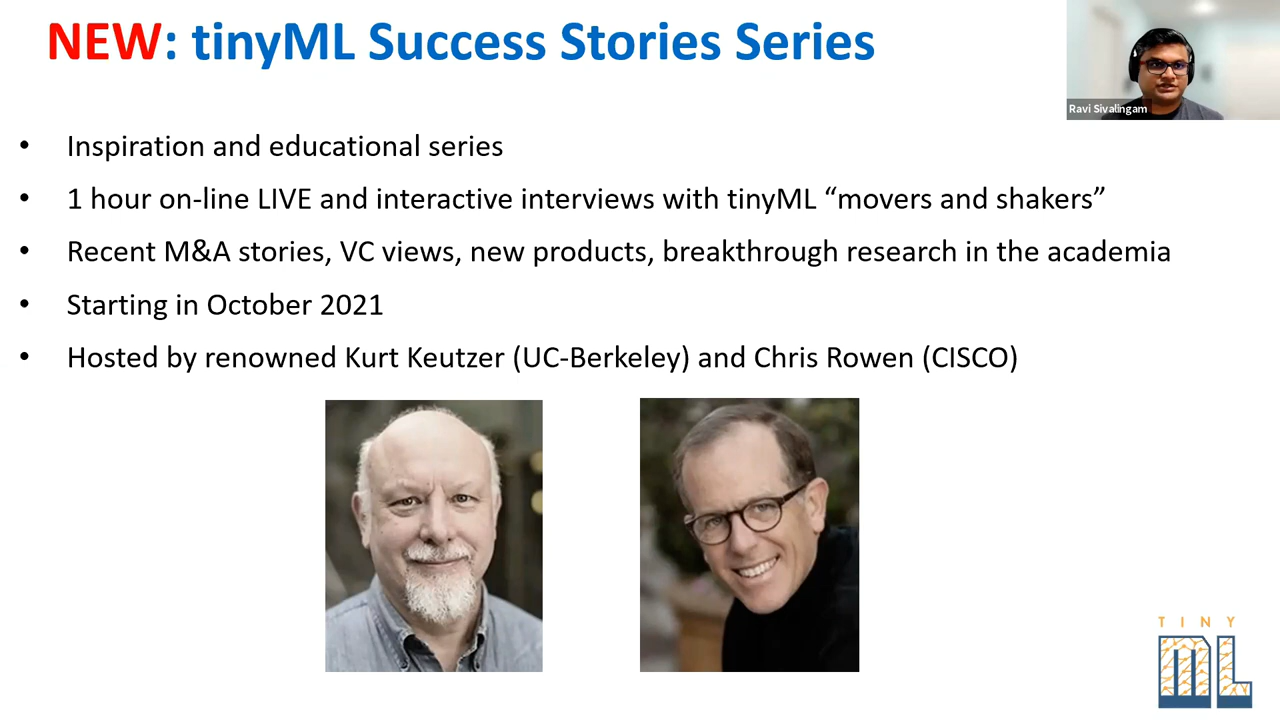 NEW: tinyML Success Stories Series
Ravi Sivalingam
• Inspiration and educational series
• 1 hour on-line LIVE and interactive interviews with tinyML “movers and shakers”
• Recent M&A stories, VC views, new products, breakthrough research in the academia
• Starting in October 2021
• Hosted by renowned Kurt Keutzer (UC-Berkeley) and Chris Rowen (CISCO)
TINY
ML